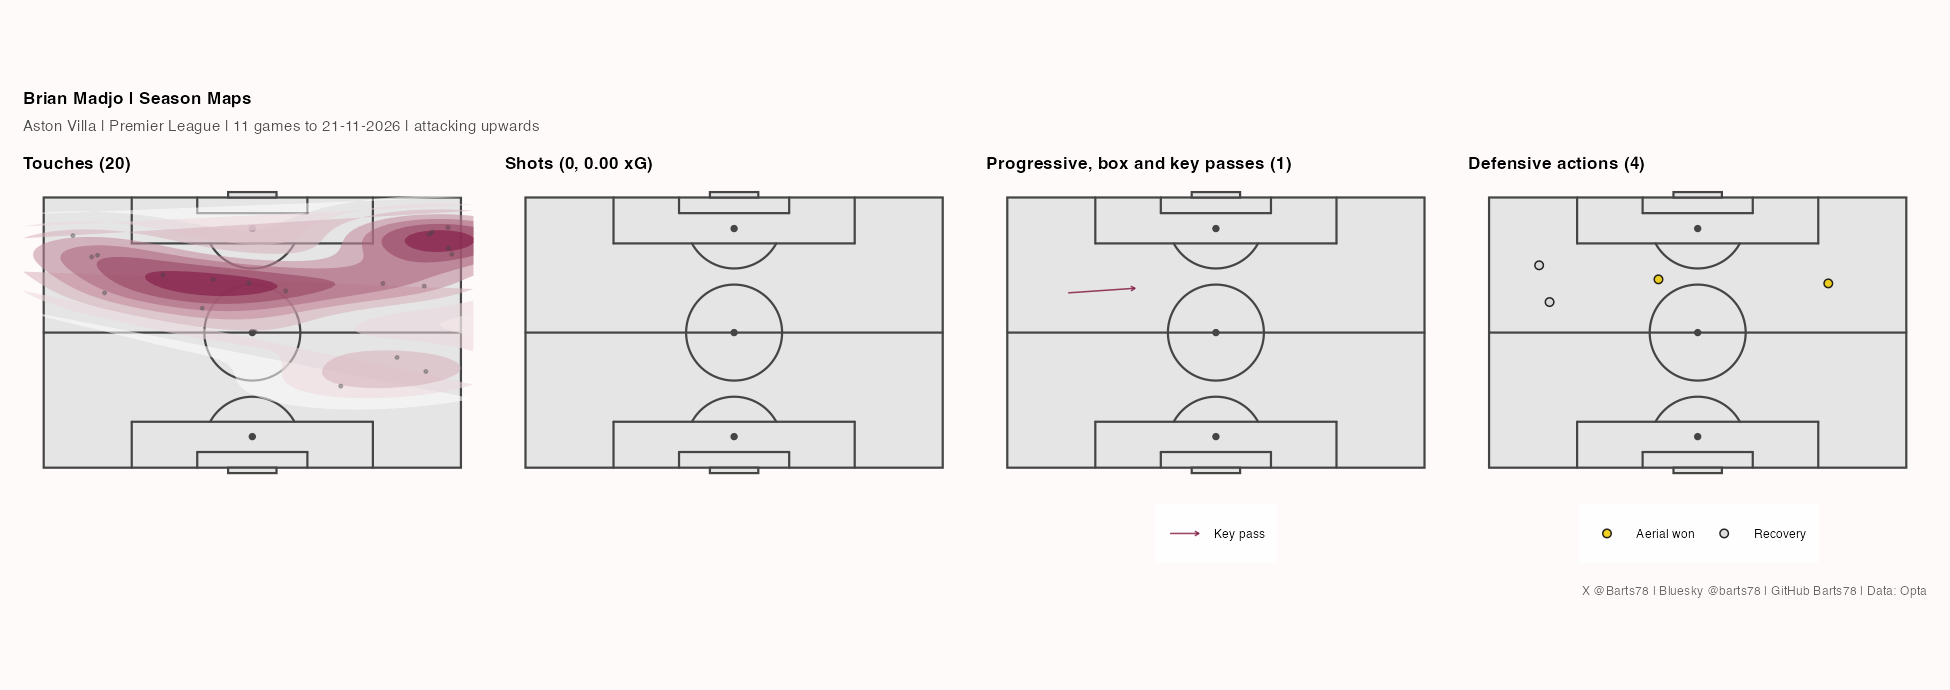 Brian Madjo | Season Maps
Aston Villa | Premier League | 11 games to 21-11-2026 | attacking upwards
Touches (20)
Shots (0, 0.00 xG)
Progressive, box and key passes (1)
Defensive actions (4)
Key pass
Aerial won
Recovery
X @Barts78 | Bluesky @barts78 | GitHub Barts78 | Data: Opta